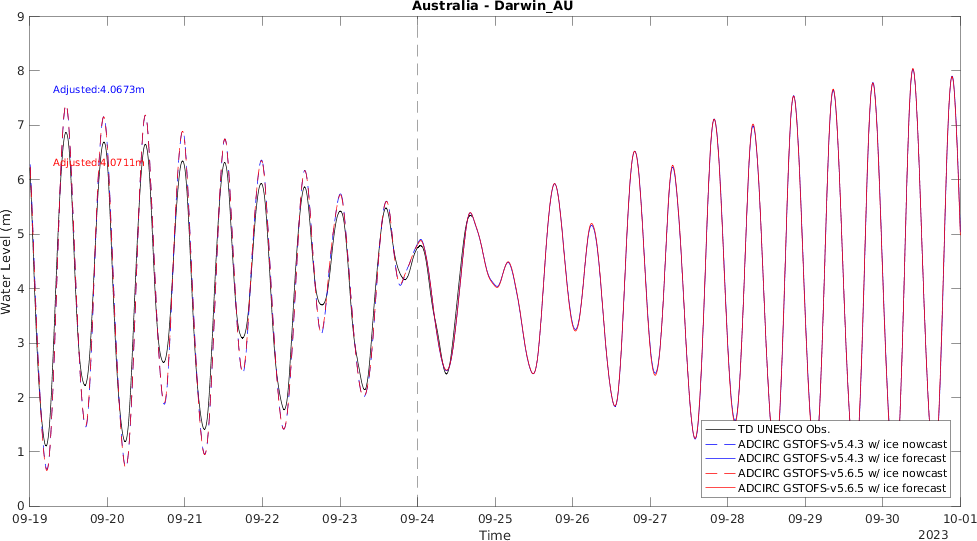 Australia - Darwin_AU
9
8
Adjusted:4.0673m
7
Adjusted:4.0711m
6
5
Water Level (m)
4
3
2
1
0
TD UNESCO Obs.
ADCIRC GSTOFS-v5.4.3 w/ ice nowcast
ADCIRC GSTOFS-v5.4.3 w/ ice forecast
ADCIRC GSTOFS-v5.6.5 w/ ice nowcast
ADCIRC GSTOFS-v5.6.5 w/ ice forecast
09-19 09-20 09-21 09-22 09-23 09-24 09-25 09-26 09-27 09-28 09-29 09-30 10-01
Time
2023